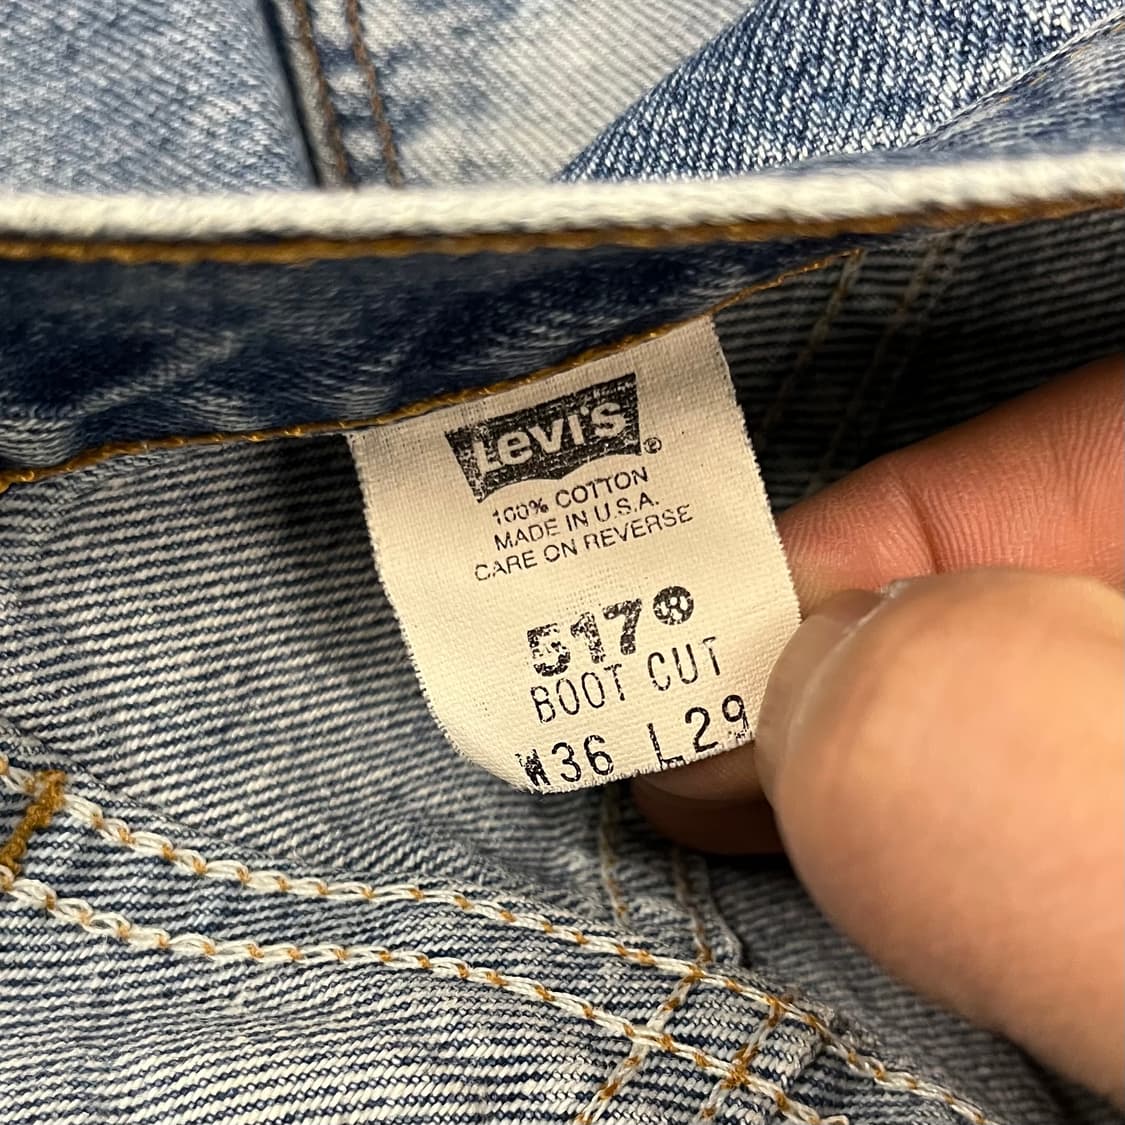 Levi's®
100% COTTON
MADE IN U.S.A.
CARE ON REVERSE
517®
BOOT CUT
W36 L29